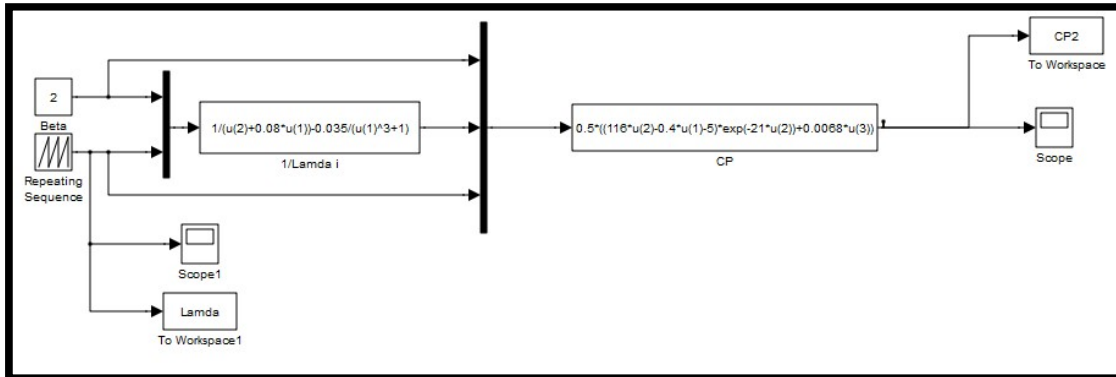 CP2
To Workspace
2
Beta
1/(u(2)+0.08*u(1))-0.035/(u(1)^3+1)
1/Lamda i
0.5*((116*u(2)-0.4*u(1)-5)*exp(-21*u(2))+0.0068*u(3))
CP
Scope
Repeating
Sequence
Scope1
Lamda
To Workspace1